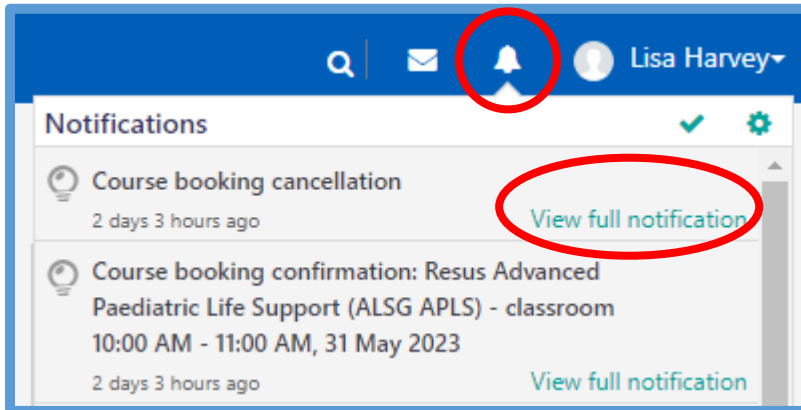 Lisa Harvey
Notifications
Course booking cancellation
2 days 3 hours ago View full notification
Course booking confirmation: Resus Advanced
Paediatric Life Support (ALSG APLS) - classroom
10:00 AM - 11:00 AM, 31 May 2023
2 days 3 hours ago View full notification